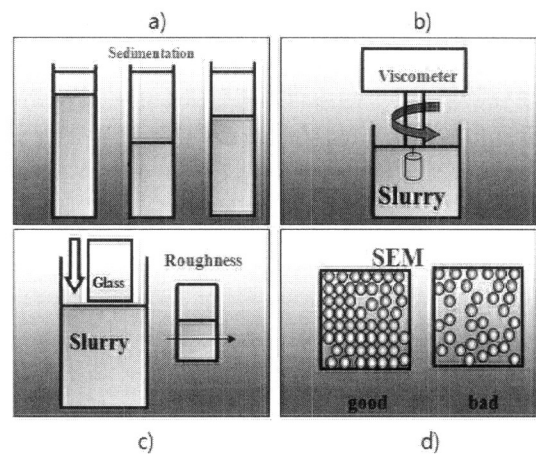 a)
b)
Sedimentation
Viscometer
Slurry
Glass
Slurry
Roughness
SEM
good
bad
c)
d)